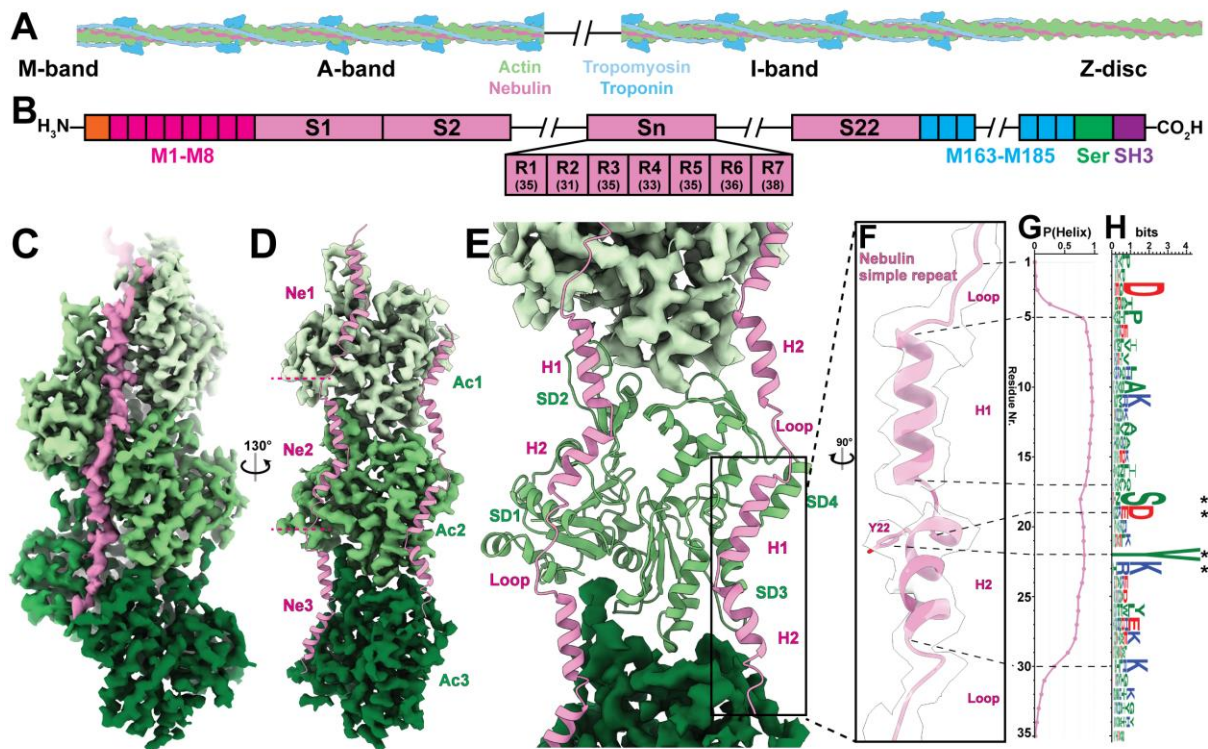 A
M-band
A-band
Actin
Nebulin
Tropomyosin
Troponin
I-band
Z-disc
B
H3N
S1
S2
Sn
S22
CO2H
M1-M8
M163-M185
Ser
SH3
R1 R2 R3 R4 R5 R6 R7
(35) (31) (35) (33) (35) (36) (38)
C
130°
D
Ne1
Ac1
Ne2
Ac2
Ne3
Ac3
E
H1
SD2
H2
H2
Loop
SD1
SD4
H1
Loop
SD3
H2
90°
F
Nebulin
simple repeat
Loop
H1
Y22
H2
Loop
G
P(Helix)
0 0.5 1
Residue Nr.
1
5
10
15
20
25
30
35
H
bits
0 1 2 3 4
D
P
AK
SD
*
*
*
K
*
Y
E
K
K